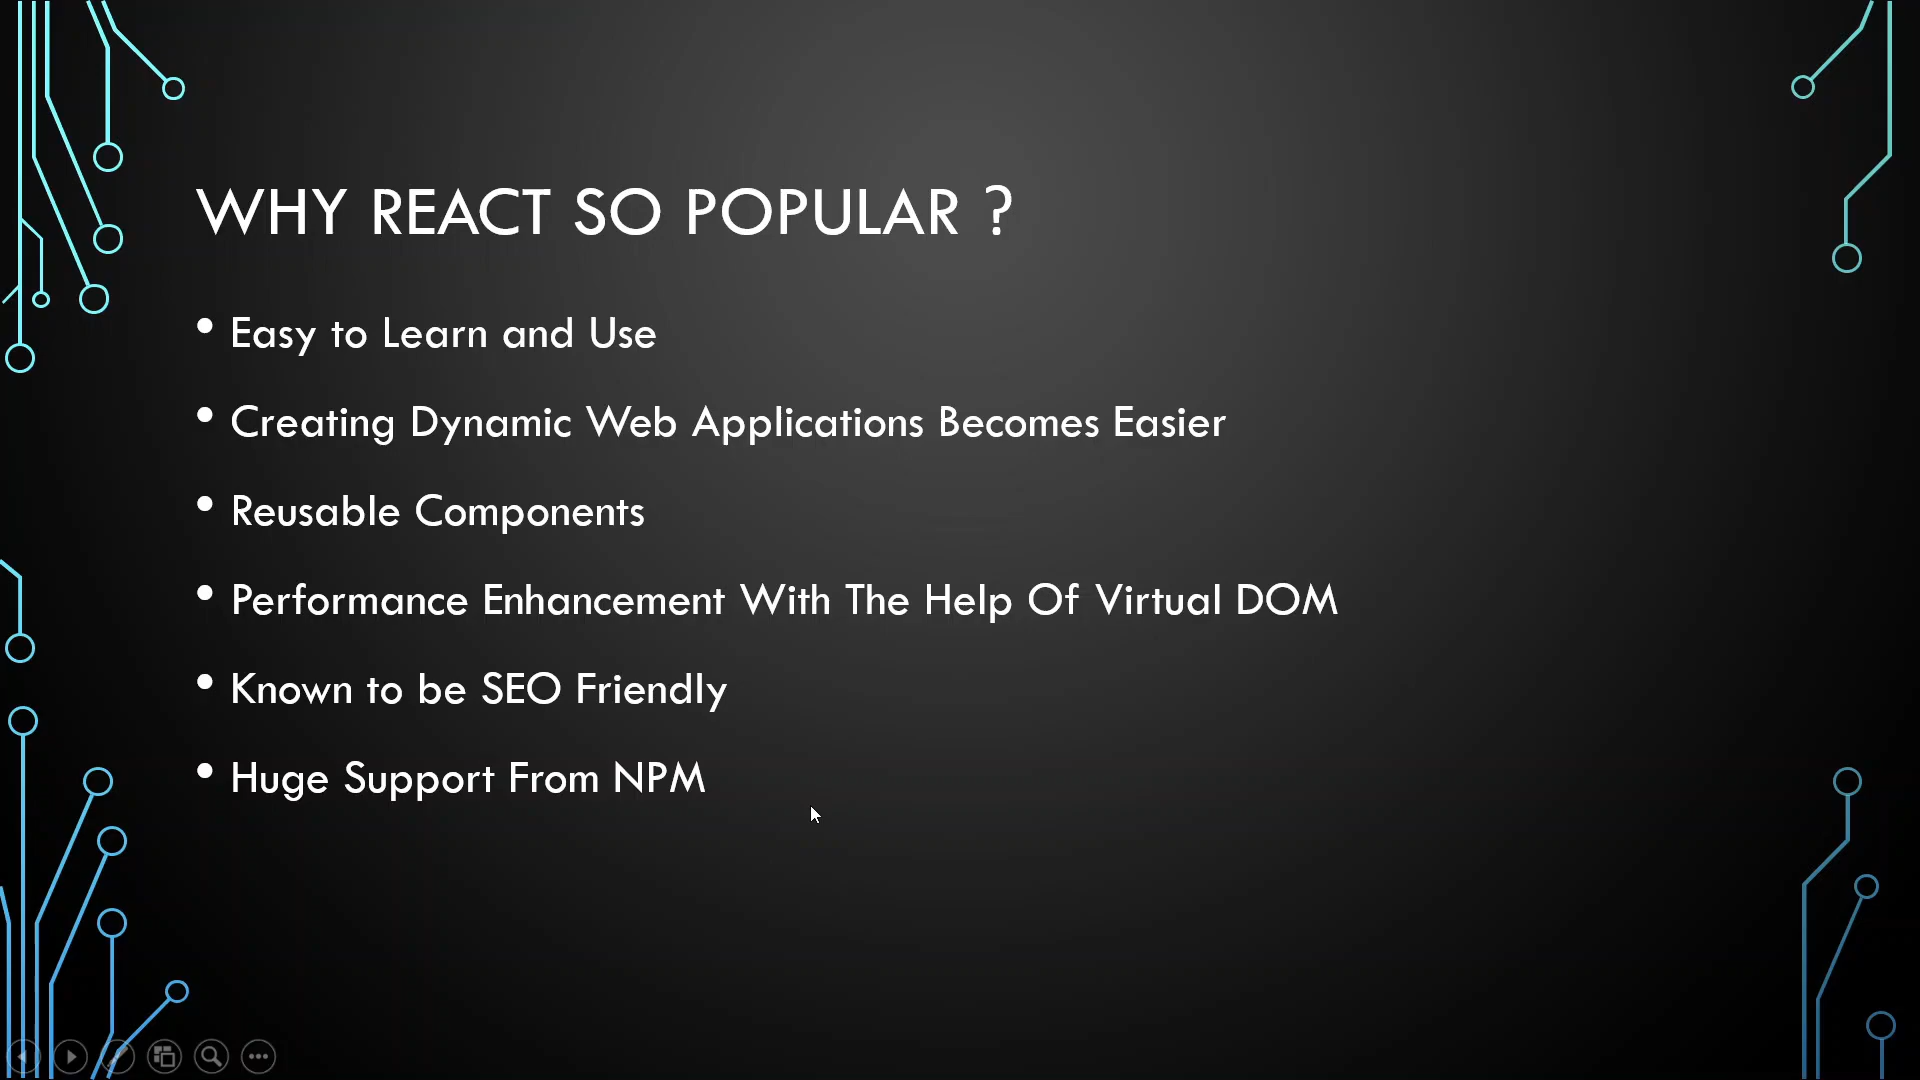 WHY REACT SO POPULAR ?
• Easy to Learn and Use
• Creating Dynamic Web Applications Becomes Easier
• Reusable Components
• Performance Enhancement With The Help Of Virtual DOM
• Known to be SEO Friendly
• Huge Support From NPM